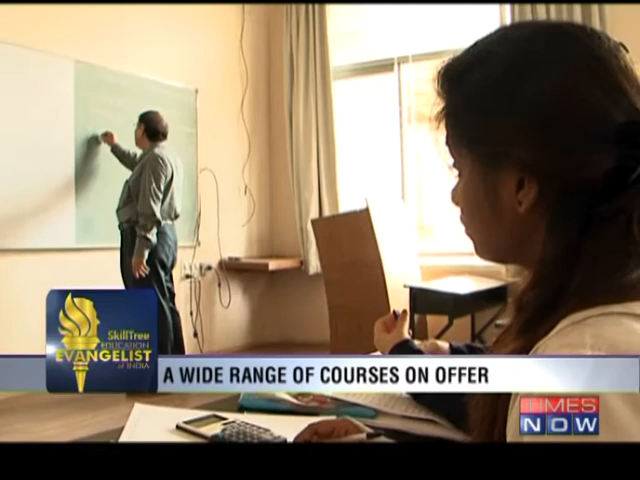 SkillTree
EDUCATION
EVANGELIST
of INDIA
A WIDE RANGE OF COURSES ON OFFER
TIMES
NOW